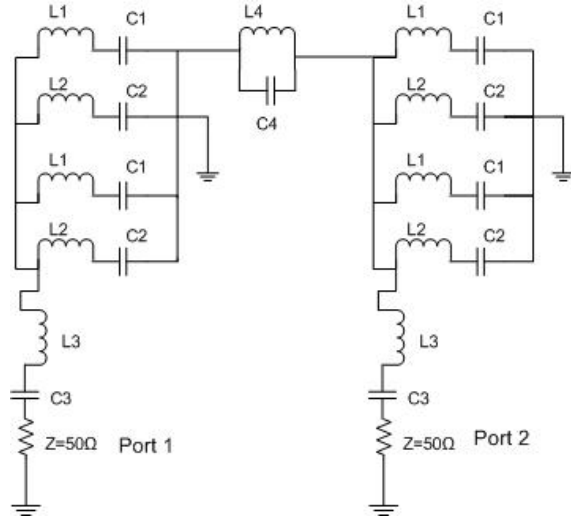 L1 C1 L4 L1 C1
L2 C2 C4 L2 C2
L1 C1 L1 C1
L2 C2 L2 C2
L3 L3
C3 C3
Z=50Ω Port 1 Z=50Ω Port 2